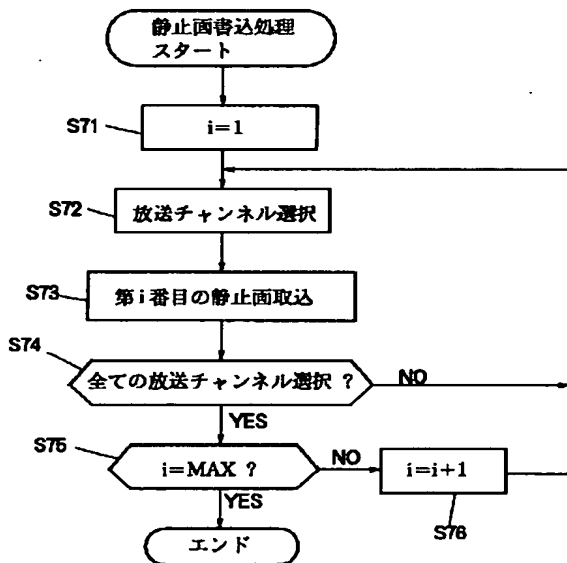 静止面書込処理
スタート
S71
i=1
S72
放送チャンネル選択
S73
第i番目の静止面取込
S74
全ての放送チャンネル選択 ?
NO
YES
S75
i=MAX ?
NO
i=i+1
YES
S76
エンド